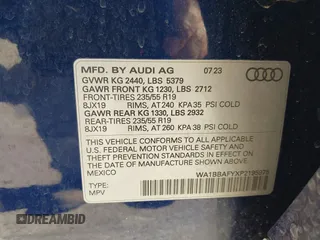 MFD. BY AUDI AG 07/23
GVWR KG 2440, LBS 5379
GAWR FRONT KG 1230, LBS 2712
FRONT-TIRES 235/55 R19
8JX19 RIMS, AT 240 KPA 35 PSI COLD
GAWR REAR KG 1330, LBS 2932
REAR-TIRES 235/55 R19
8JX19 RIMS, AT 260 KPA 38 PSI COLD
THIS VEHICLE CONFORMS TO ALL APPLICABLE
U.S. FEDERAL MOTOR VEHICLE SAFETY
STANDARDS IN EFFECT ON THE
DATE OF MANUFACTURE SHOWN ABOVE.
MEXICO
TYPE:
MPV
DREAMBID